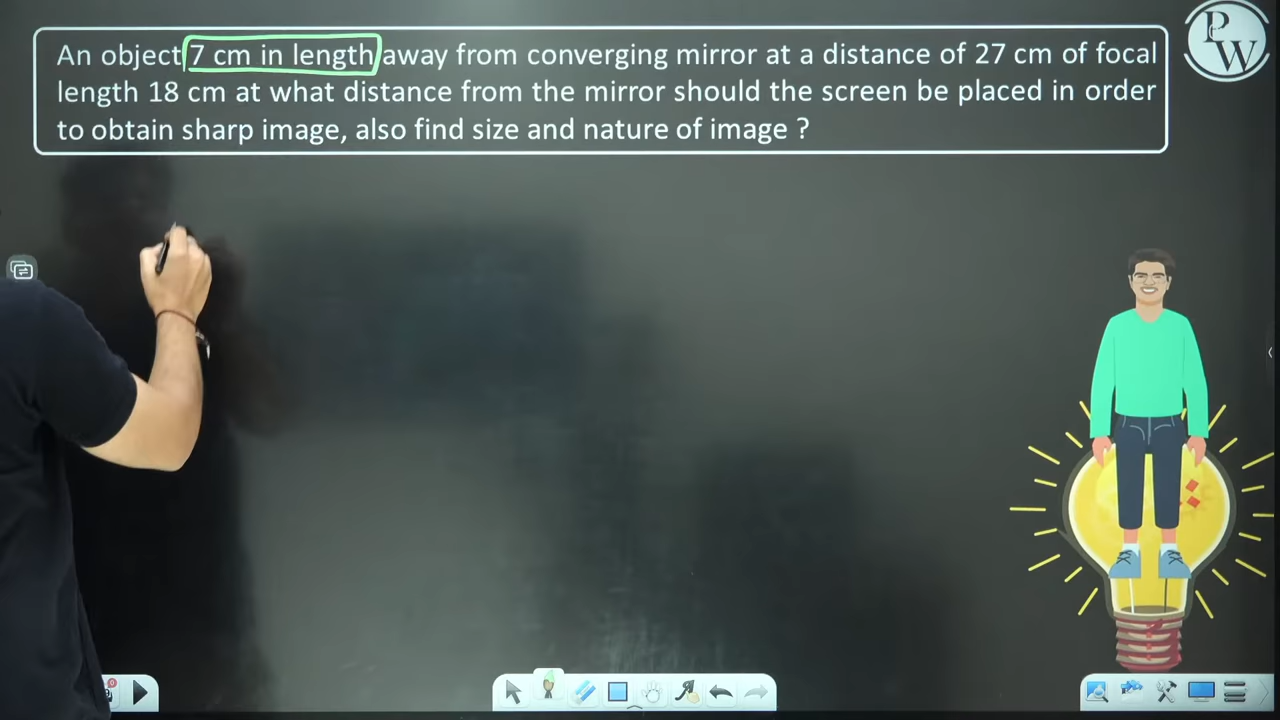 An object 7 cm in length away from converging mirror at a distance of 27 cm of focal
length 18 cm at what distance from the mirror should the screen be placed in order
to obtain sharp image, also find size and nature of image ?
PW